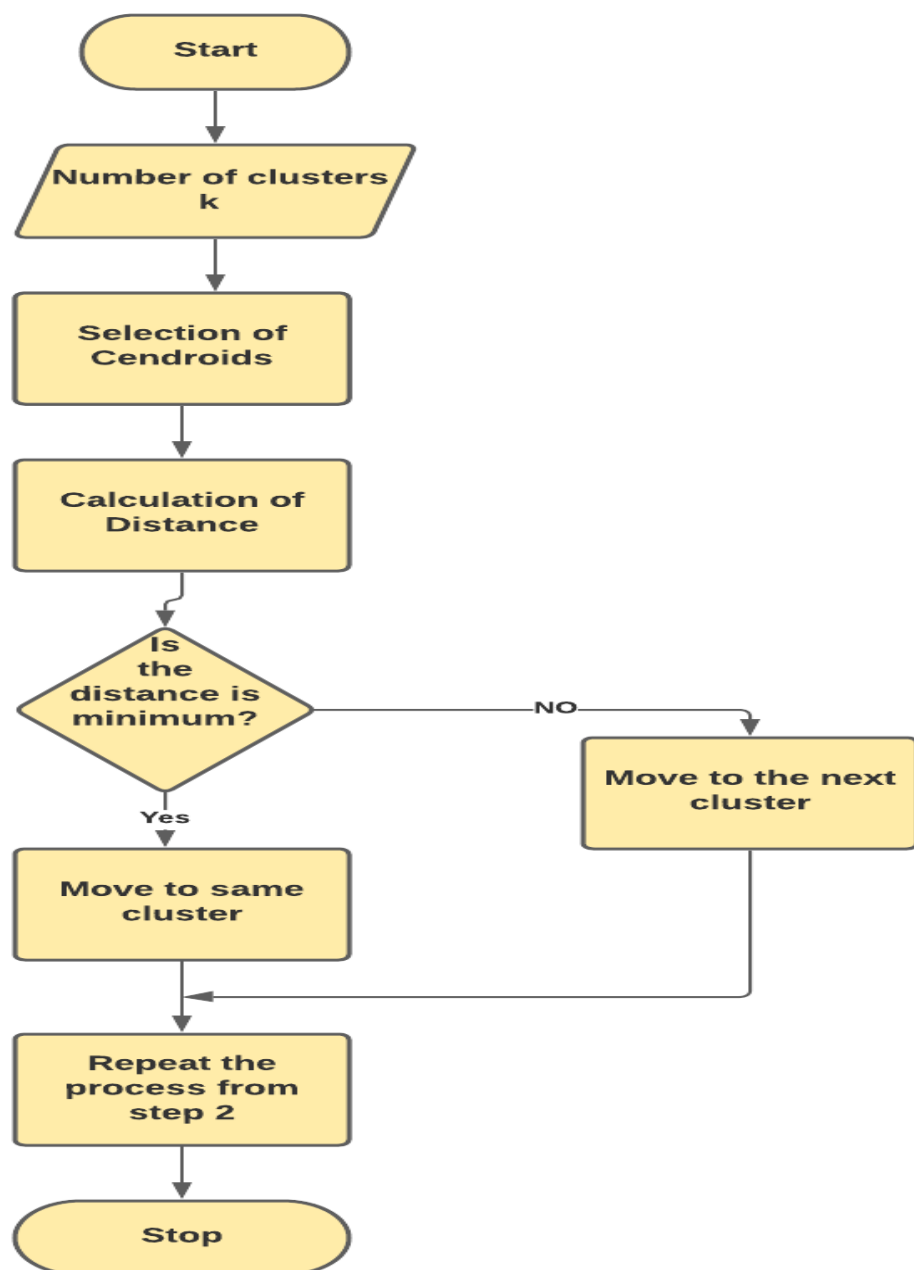 Start
Number of clusters
k
Selection of
Cendroids
Calculation of
Distance
Is
the
distance is
minimum?
NO
Move to the next
cluster
Yes
Move to same
cluster
Repeat the
process from
step 2
Stop